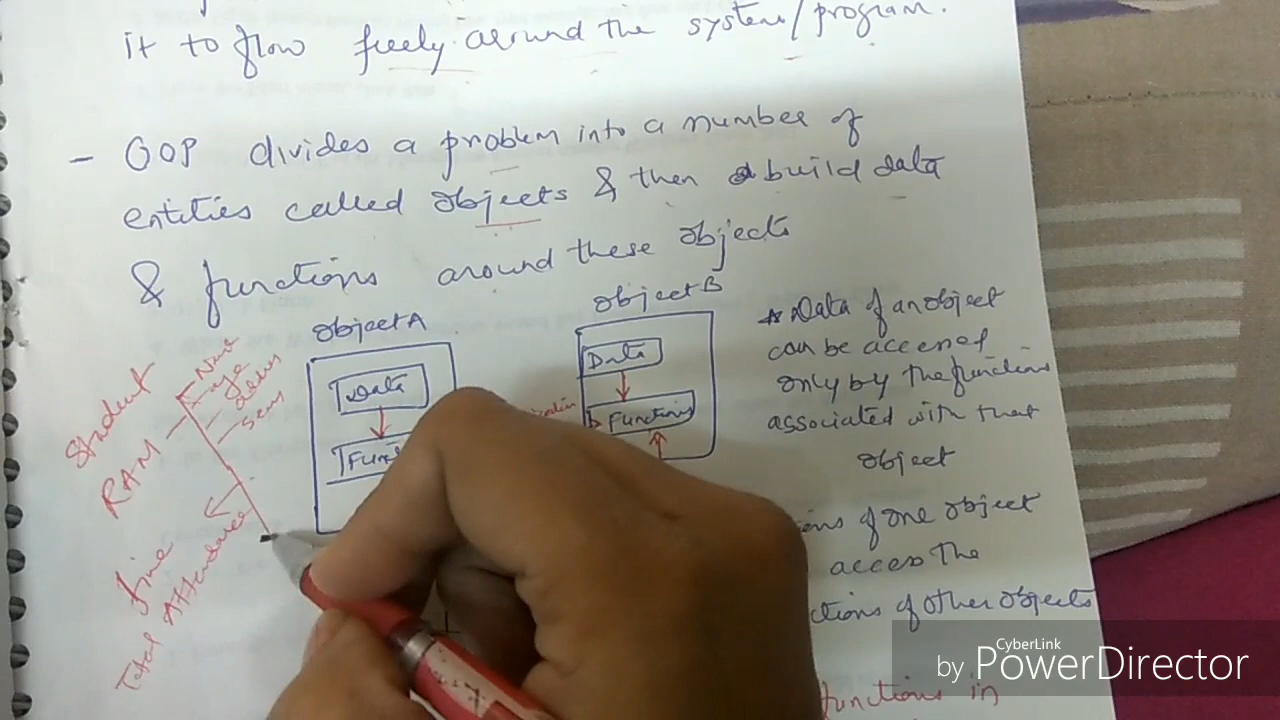 it to flow freely around the system/program.
- OOP divides a problem into a number of
entities called objects & then build data
& functions around these objects
Object A
Data
Object B
Data
Functions
* Data of an object
can be accessed
only by the functions
associated with that
object
of one object
access the
of other objects
functions in
Student
RAM
Name
age
sem
fine
Total Attendance
CyberLink
by PowerDirector